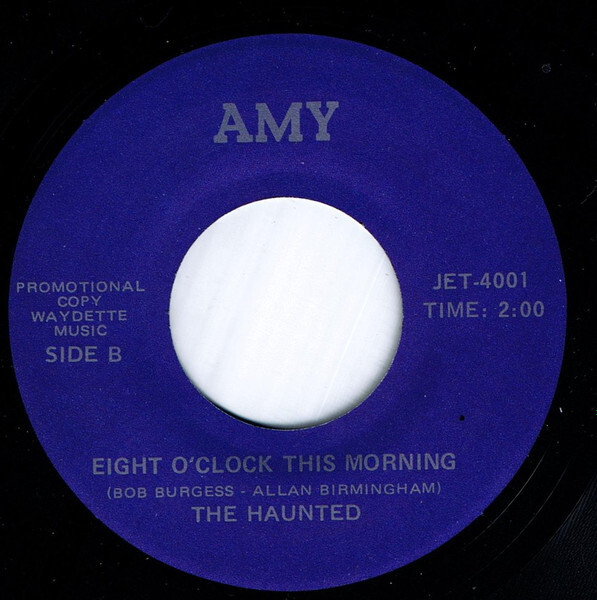 AMY
PROMOTIONAL
COPY
WAYDETTE
MUSIC
SIDE B
JET-4001
TIME: 2:00
EIGHT O'CLOCK THIS MORNING
(BOB BURGESS - ALLAN BIRMINGHAM)
THE HAUNTED